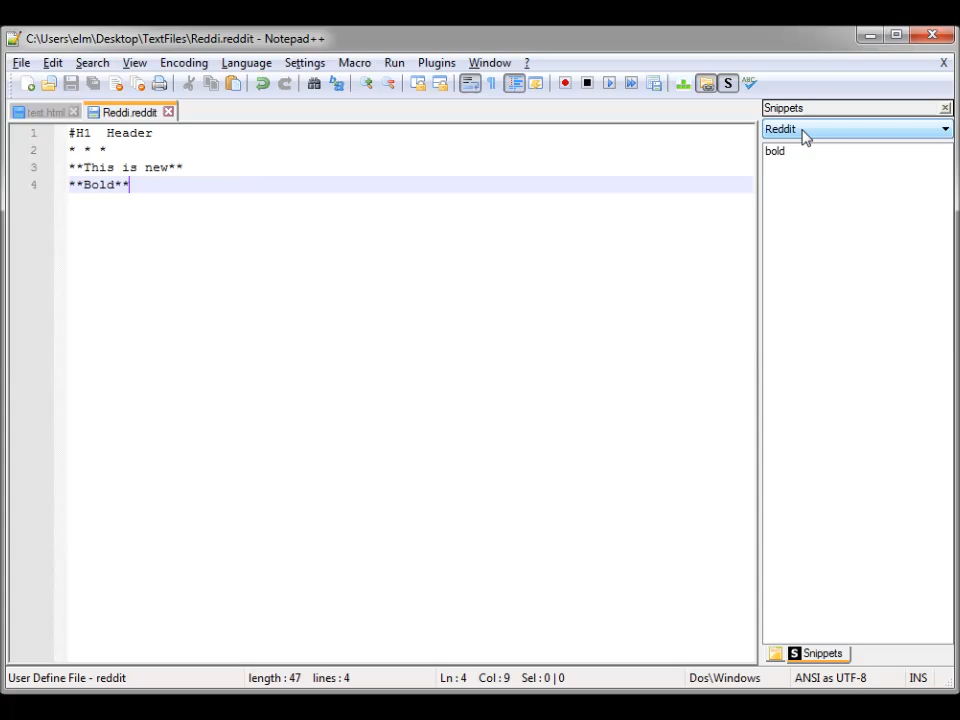 C:\Users\elm\Desktop\TextFiles\Reddi.reddit - Notepad++
File Edit Search View Encoding Language Settings Macro Run Plugins Window ? X
ABC
S
test.html Reddi.reddit
Snippets
Reddit
bold
1 #H1  Header
2 * * *
3 **This is new**
4 **Bold**
S Snippets
User Define File - reddit length : 47 lines : 4 Ln : 4 Col : 9 Sel : 0 | 0 Dos\Windows ANSI as UTF-8 INS